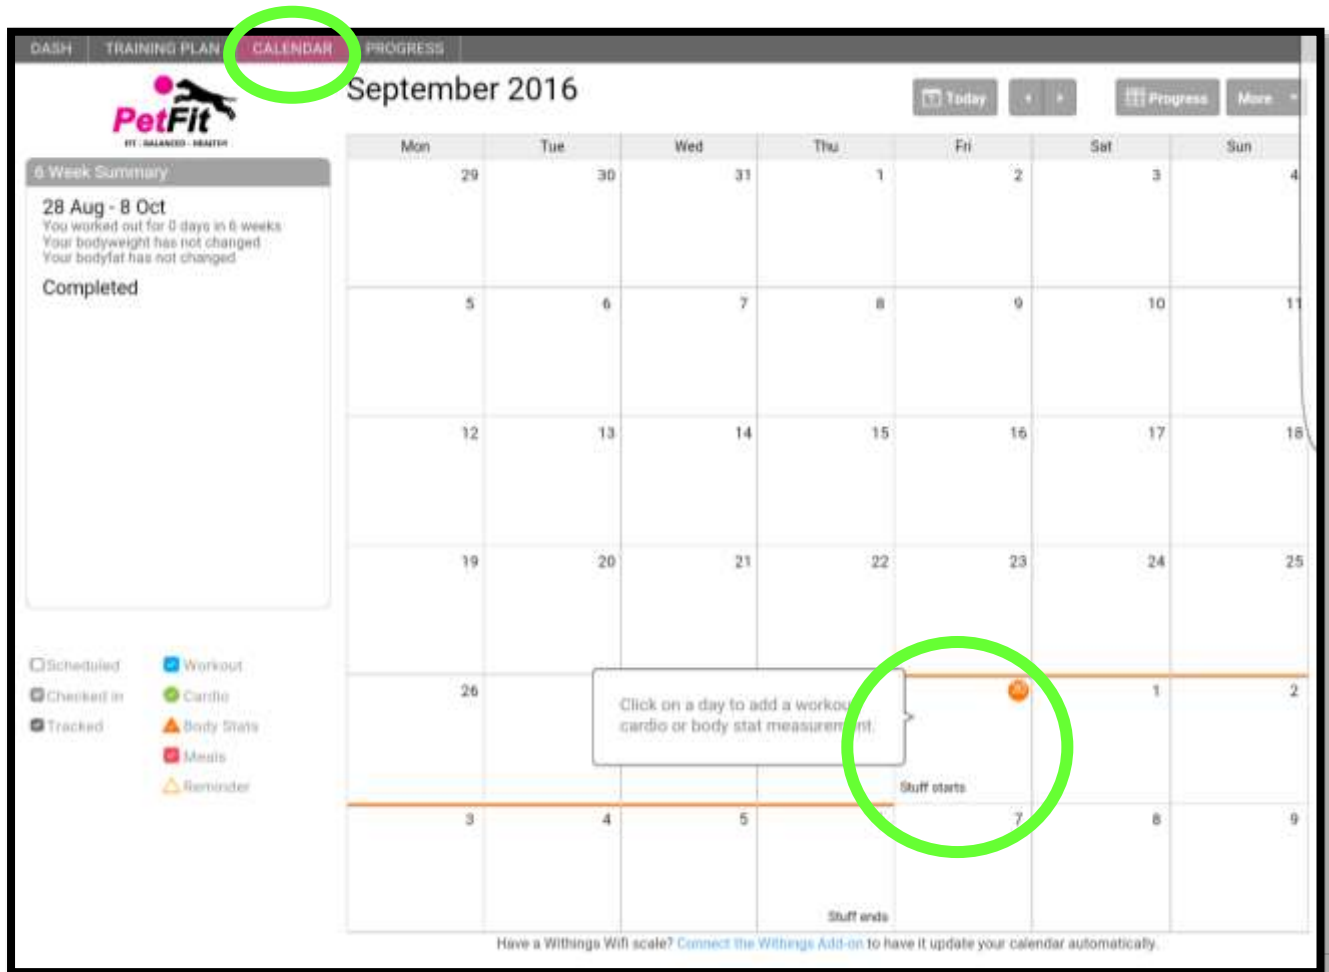 DASH TRAINING PLAN CALENDAR PROGRESS
PetFit
FIT - BALANCED - HEALTHY
September 2016
Today Progress More
Mon Tue Wed Thu Fri Sat Sun
6 Week Summary
28 Aug - 8 Oct
You worked out for 0 days in 6 weeks
Your bodyweight has not changed
Your bodyfat has not changed
Completed
29 30 31 1 2 3 4
5 6 7 8 9 10 11
12 13 14 15 16 17 18
19 20 21 22 23 24 25
26 30 1 2
Click on a day to add a workout
cardio or body stat measurement.
Stuff starts
3 4 5 7 8 9
Stuff ends
Scheduled Workout
Checked in Cardio
Tracked Body Stats
Meals
Reminder
Have a Withings Wifi scale? Connect the Withings Add-on to have it update your calendar automatically.